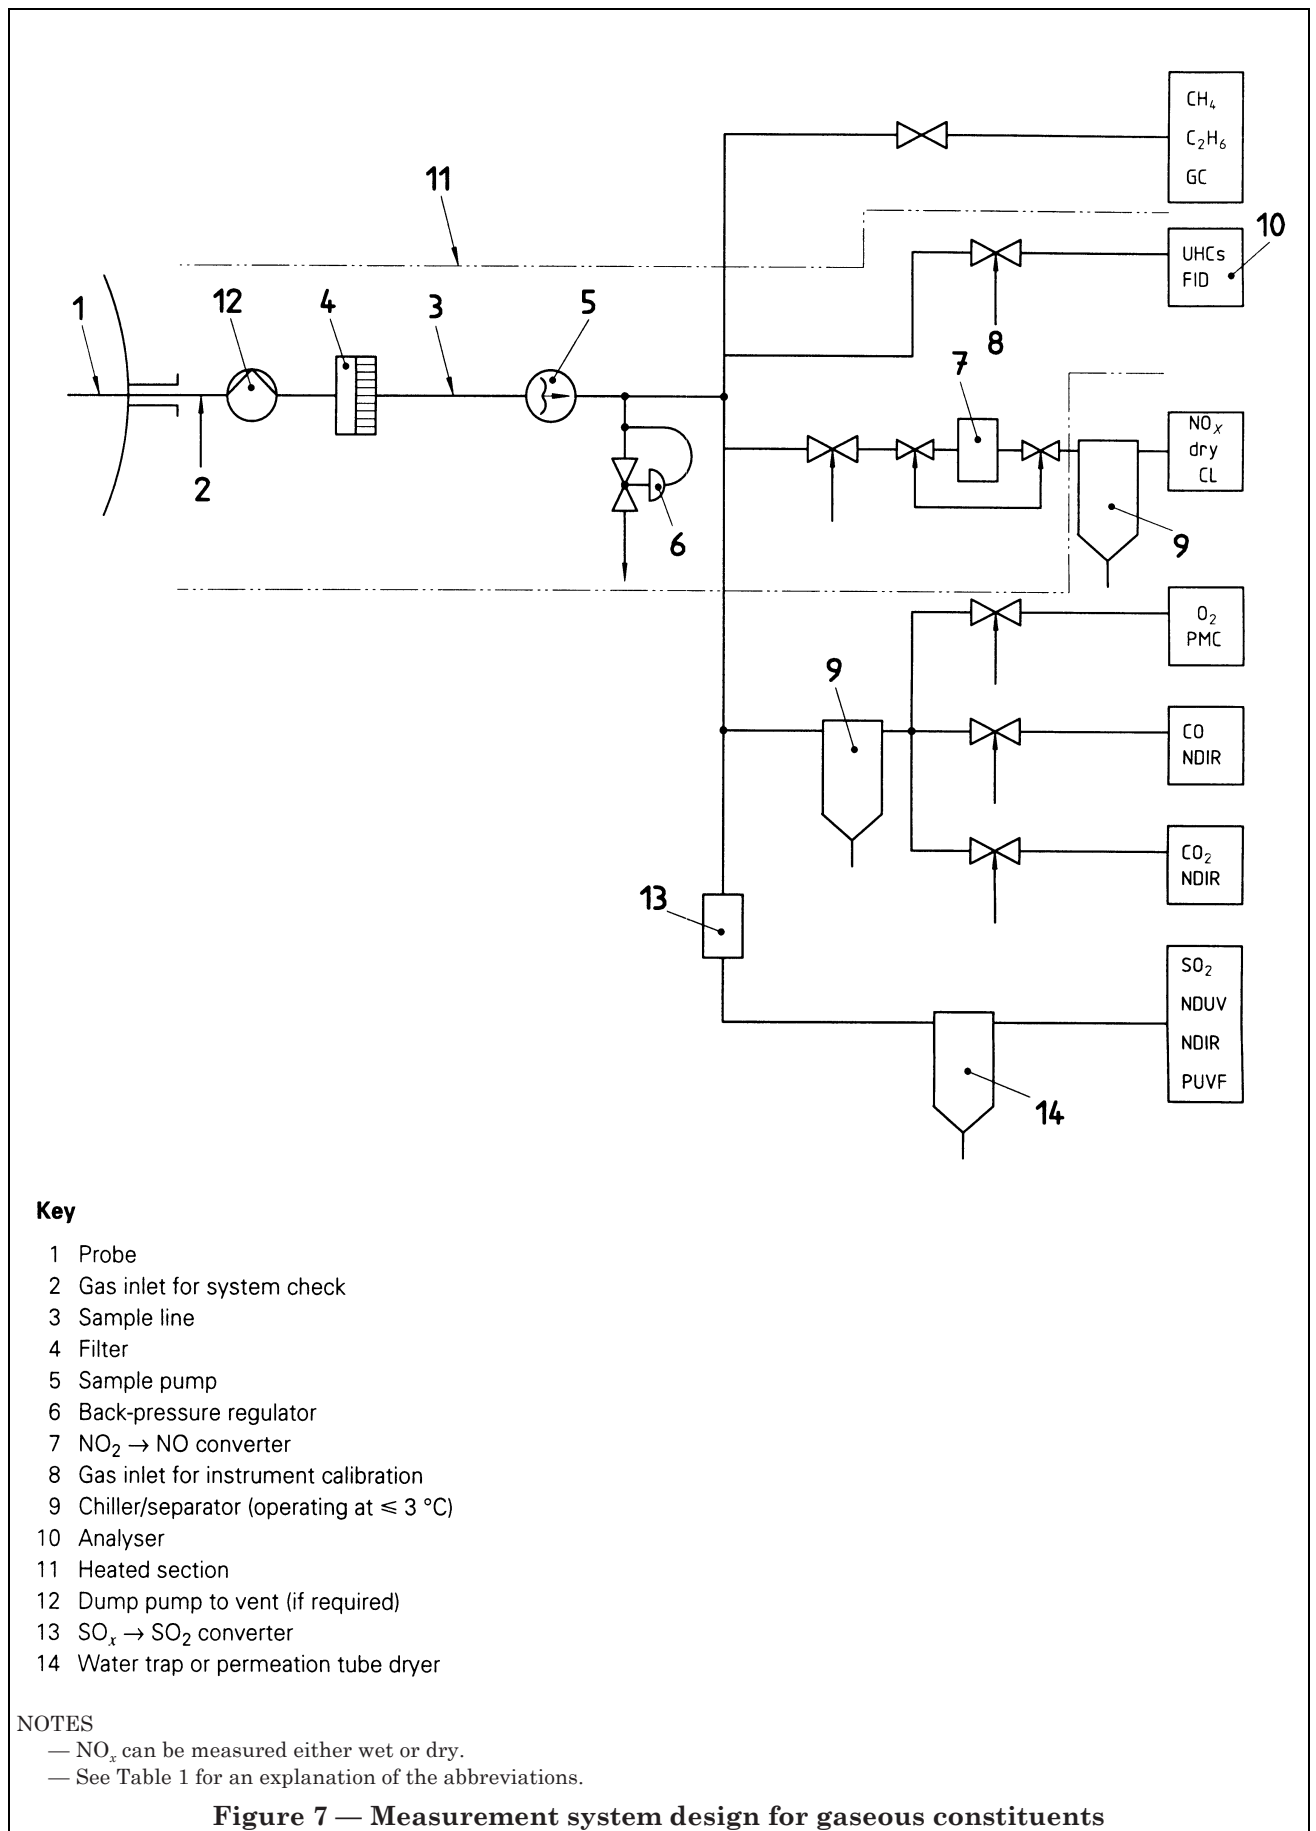 CH₄
C₂H₆
GC
11
10
UHCs
FID
1
12
4
3
5
8
7
2
6
NOₓ
dry
CL
9
O₂
PMC
9
CO
NDIR
CO₂
NDIR
13
SO₂
NDUV
NDIR
PUVF
14
Key
1 Probe
2 Gas inlet for system check
3 Sample line
4 Filter
5 Sample pump
6 Back-pressure regulator
7 NO₂ → NO converter
8 Gas inlet for instrument calibration
9 Chiller/separator (operating at ⩽ 3 °C)
10 Analyser
11 Heated section
12 Dump pump to vent (if required)
13 SOₓ → SO₂ converter
14 Water trap or permeation tube dryer
NOTES
— NOₓ can be measured either wet or dry.
— See Table 1 for an explanation of the abbreviations.
Figure 7 — Measurement system design for gaseous constituents